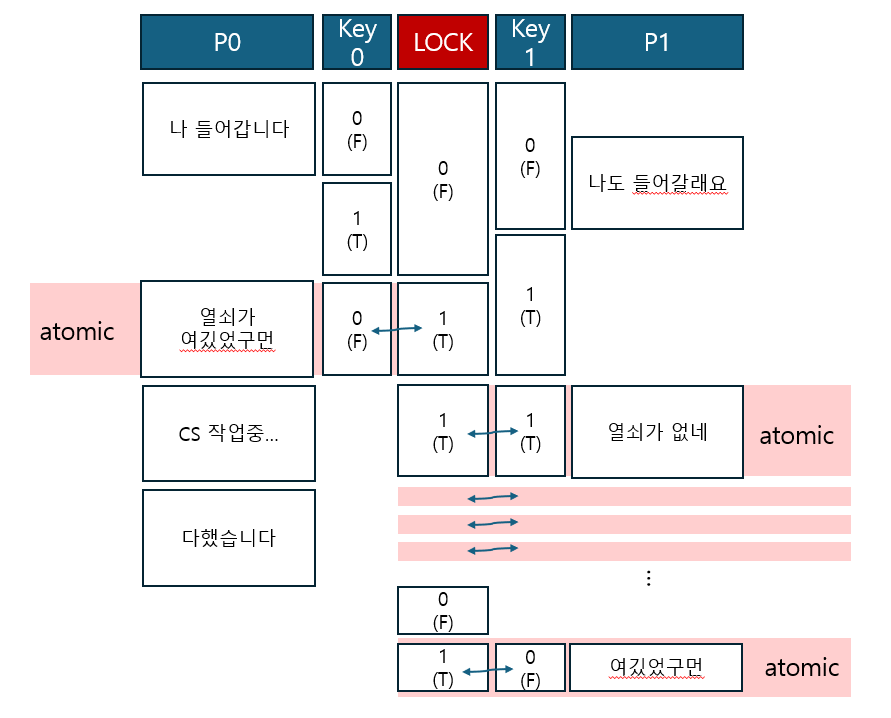 P0
Key
0
LOCK
Key
1
P1
나 들어갑니다
0
(F)
0
(F)
0
(F)
나도 들어갈래요
1
(T)
1
(T)
atomic
열쇠가
여깄었구먼
0
(F)
1
(T)
CS 작업중...
1
(T)
1
(T)
열쇠가 없네
atomic
다했습니다
...
0
(F)
1
(T)
0
(F)
여깄었구먼
atomic